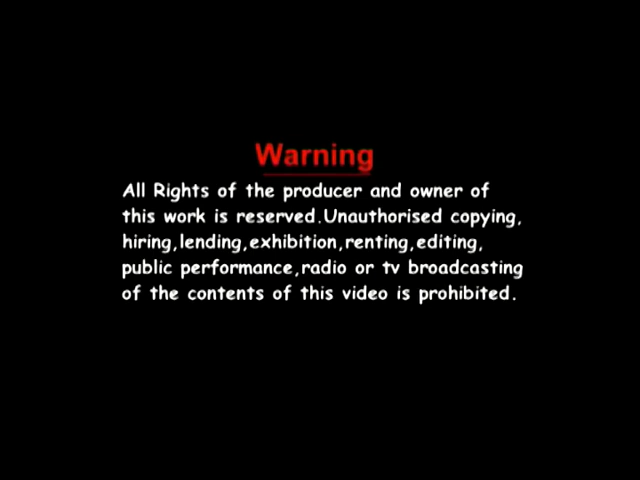 Warning
All Rights of the producer and owner of
this work is reserved.Unauthorised copying,
hiring,lending,exhibition,renting,editing,
public performance,radio or tv broadcasting
of the contents of this video is prohibited.